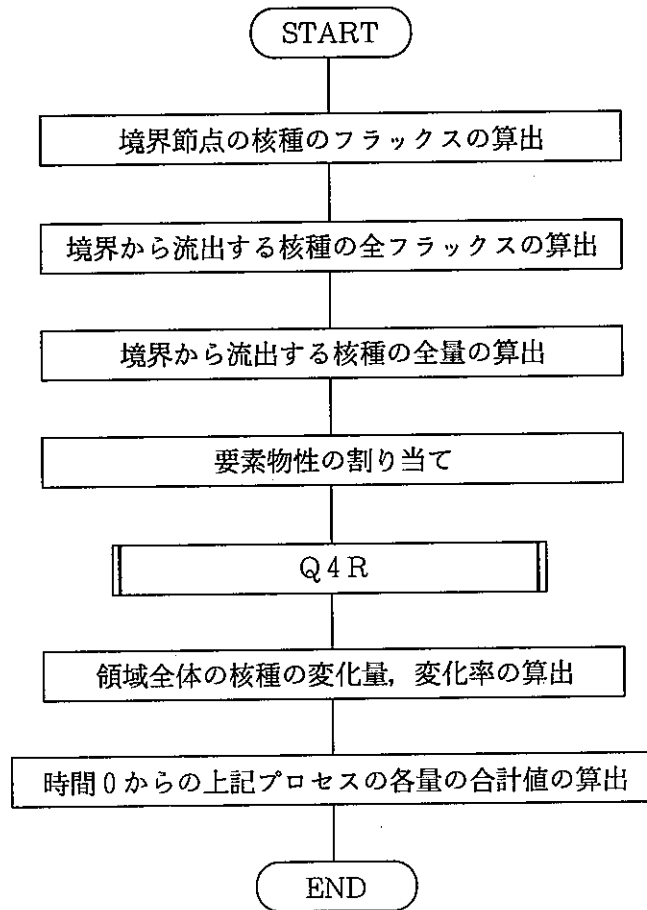 START
境界節点の核種のフラックスの算出
境界から流出する核種の全フラックスの算出
境界から流出する核種の全量の算出
要素物性の割り当て
Q4R
領域全体の核種の変化量,変化率の算出
時間0からの上記プロセスの各量の合計値の算出
END